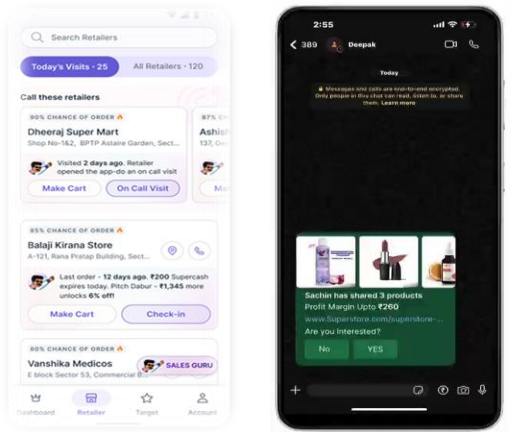 Search Retailers
Today's Visits - 25
All Retailers - 120
Call these retailers
90% CHANCE OF ORDER
Dheeraj Super Mart
Shop No-1&2, BPTP Astaire Garden, Sect...
Visited 2 days ago. Retailer
opened the app-do an on call visit
Make Cart
On Call Visit
87% C
Ashish
137, De
Ma
85% CHANCE OF ORDER
Balaji Kirana Store
A-121, Rana Pratap Building, Sect...
Last order - 12 days ago. ₹200 Supercash
expires today. Pitch Dabur - ₹1,345 more
unlocks 6% off!
Make Cart
Check-in
80% CHANCE OF ORDER
Vanshika Medicos
E block Sector 53, Commercial B...
SALES GURU
Dashboard
Retailer
Target
Account
2:55
389
Deepak
Today
Messages and calls are end-to-end encrypted.
Only people in this chat can read, listen to, or share
them. Learn more
Sachin has shared 3 products
Profit Margin Upto ₹260
www.Superstore.com/superstore-...
Are you Interested?
No
YES